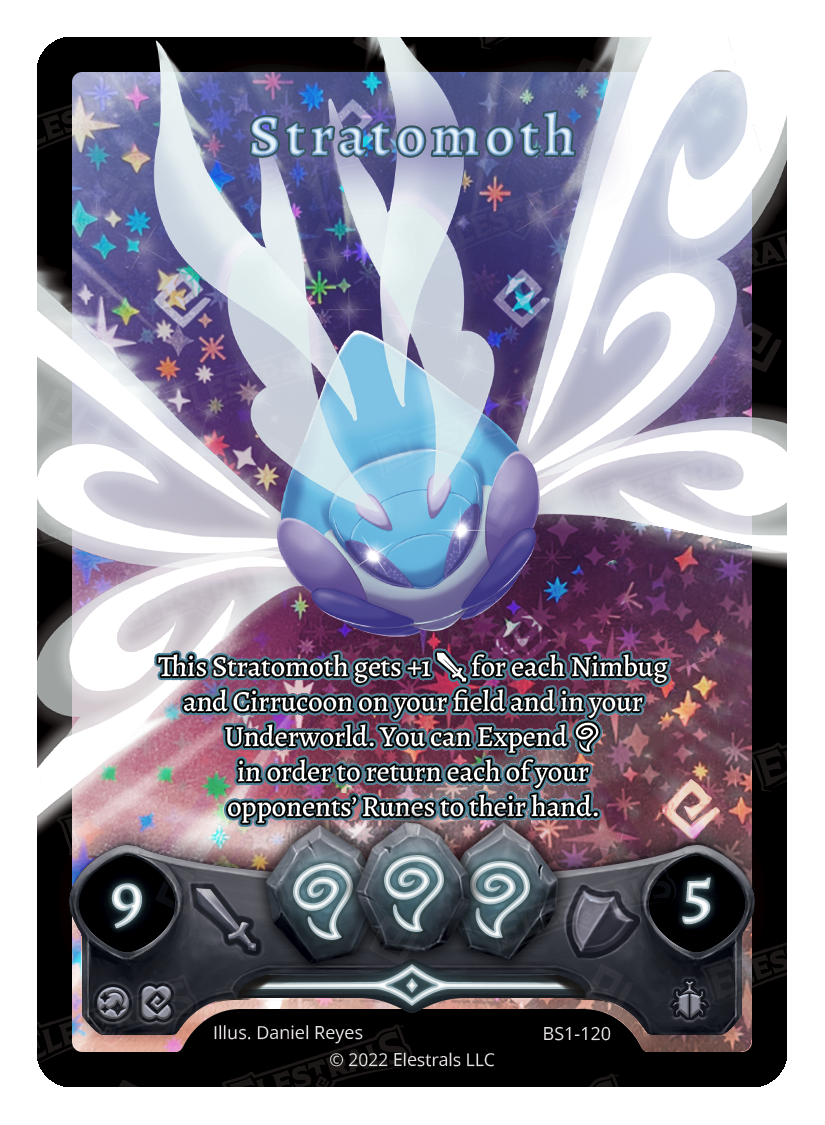 Stratomoth
This Stratomoth gets +1 for each Nimbug
and Cirrucoon on your field and in your
Underworld. You can Expend
in order to return each of your
opponents' Runes to their hand.
9
5
Illus. Daniel Reyes
BS1-120
© 2022 Elestrals LLC